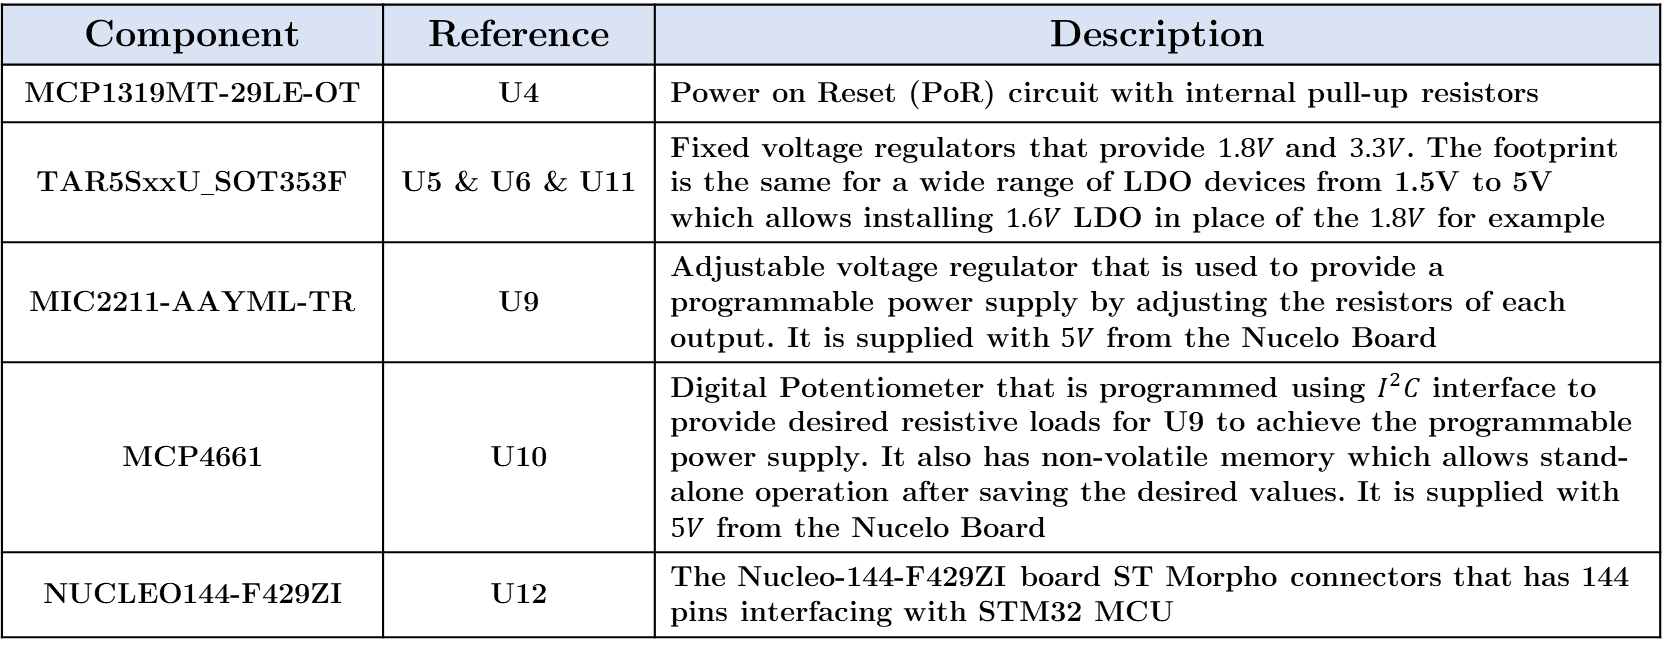 Component Reference Description
MCP1319MT-29LE-OT U4 Power on Reset (PoR) circuit with internal pull-up resistors
Fixed voltage regulators that provide 1.8V and 3.3V. The footprint
TAR5SxxU_SOT353F U5 & U6 & U11 is the same for a wide range of LDO devices from 1.5V to 5V
which allows installing 1.6V LDO in place of the 1.8V for example
Adjustable voltage regulator that is used to provide a
MIC2211-AAYML-TR U9 programmable power supply by adjusting the resistors of each
output. It is supplied with 5V from the Nucelo Board
Digital Potentiometer that is programmed using I²C interface to
provide desired resistive loads for U9 to achieve the programmable
MCP4661 U10 power supply. It also has non-volatile memory which allows stand-
alone operation after saving the desired values. It is supplied with
5V from the Nucelo Board
NUCLEO144-F429ZI U12 The Nucleo-144-F429ZI board ST Morpho connectors that has 144
pins interfacing with STM32 MCU